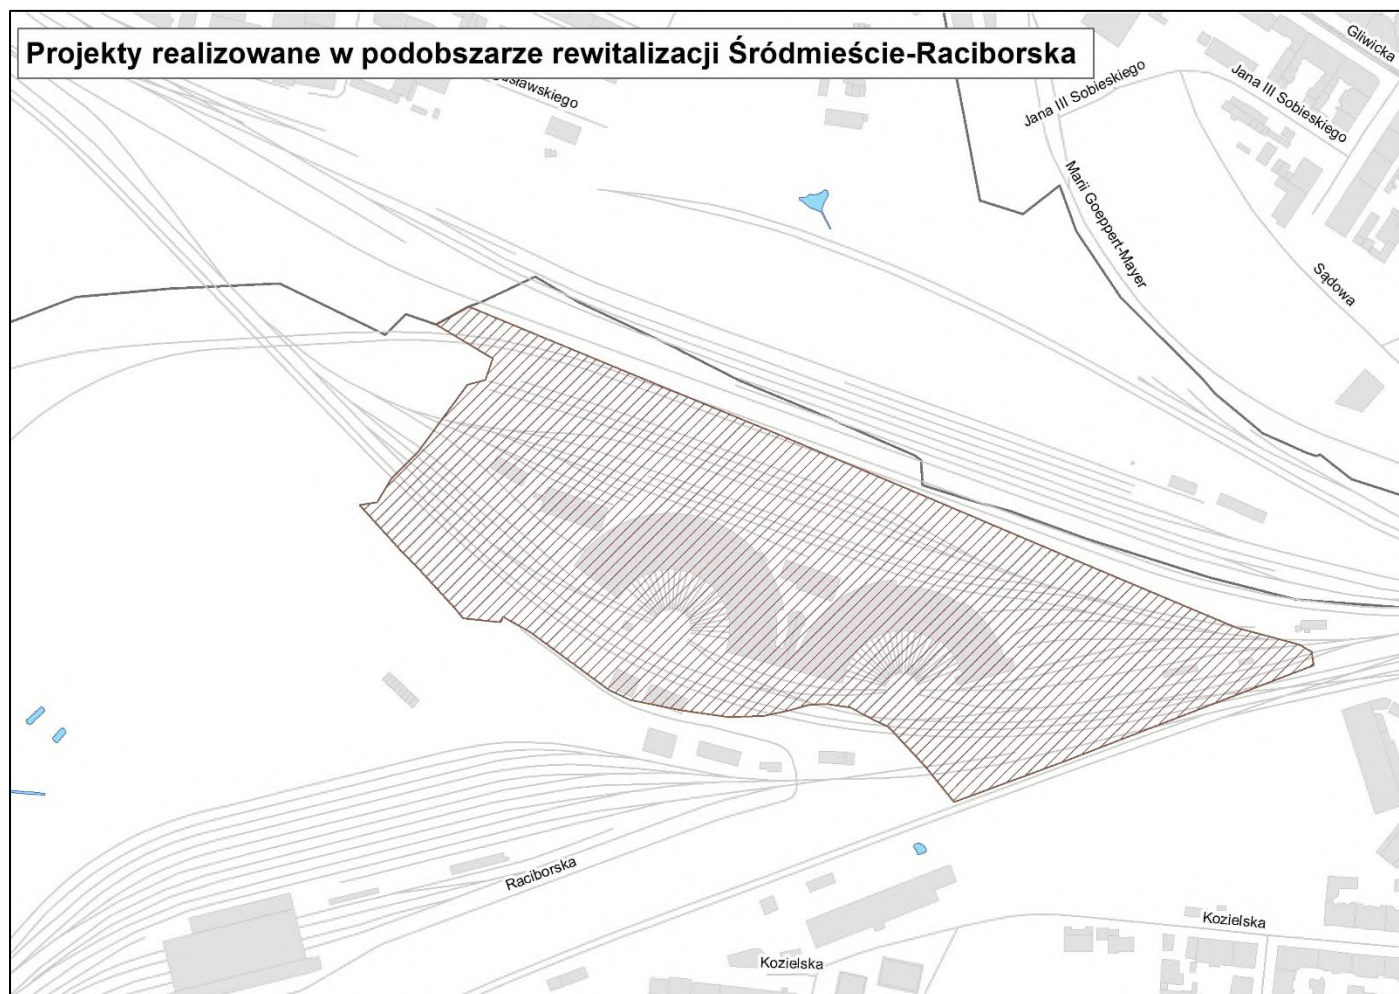 Projekty realizowane w podobszarze rewitalizacji Śródmieście-Raciborska
Gliwicka
Jana III Sobieskiego
Jana III Sobieskiego
Marii Goeppert-Mayer
Sądowa
Raciborska
Kozielska
Kozielska